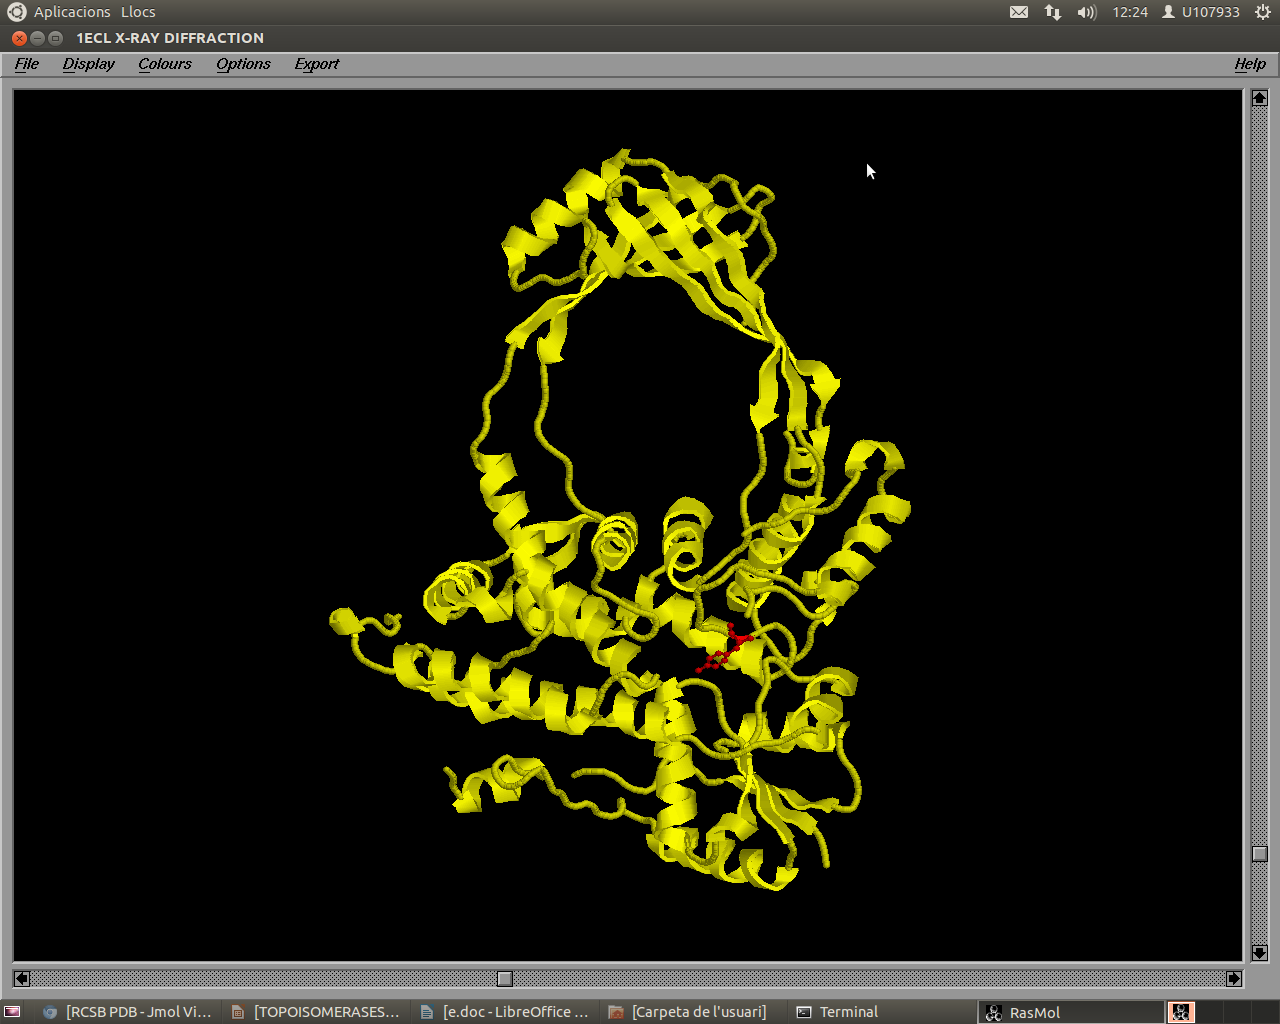 Aplicacions Llocs 12:24 U107933
1ECL X-RAY DIFFRACTION
File Display Colours Options Export Help
[RCSB PDB - Jmol Vi... [TOPOISOMERASES... [e.doc - LibreOffice ... [Carpeta de l'usuari] Terminal RasMol